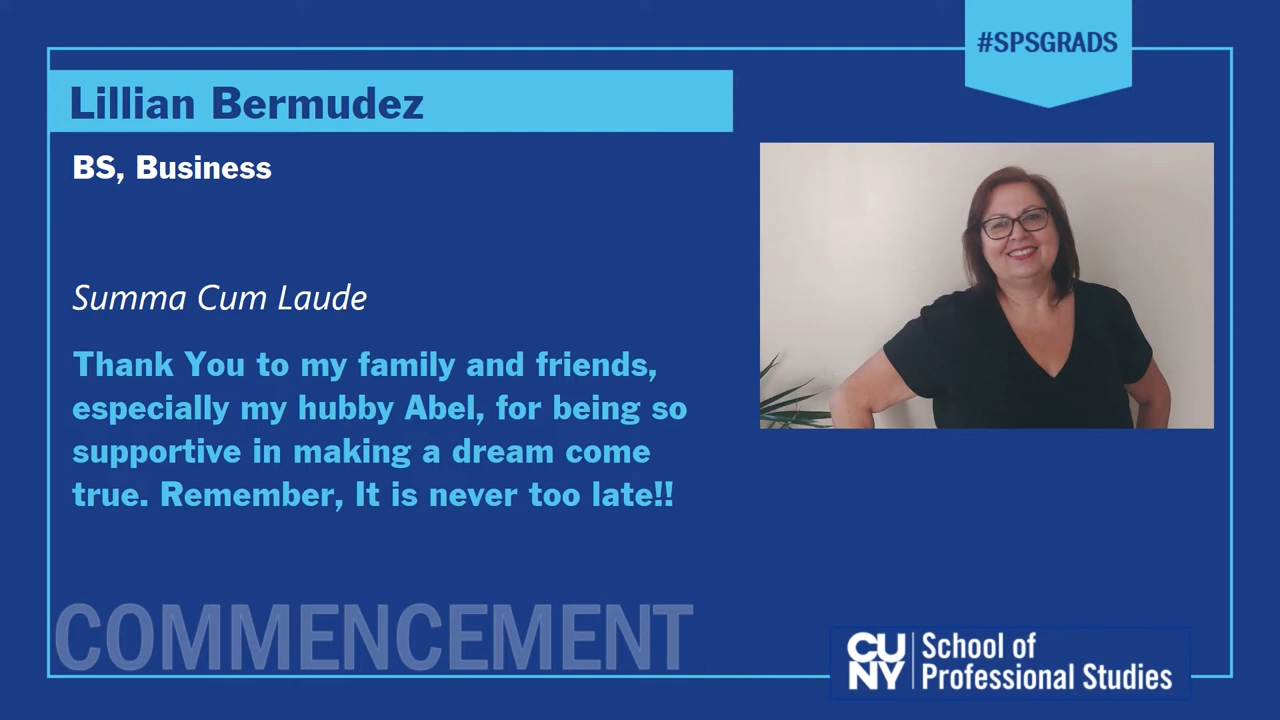 #SPSGRADS
Lillian Bermudez
BS, Business
Summa Cum Laude
Thank You to my family and friends,
especially my hubby Abel, for being so
supportive in making a dream come
true. Remember, It is never too late!!
COMMENCEMENT
CU
NY
School of
Professional Studies